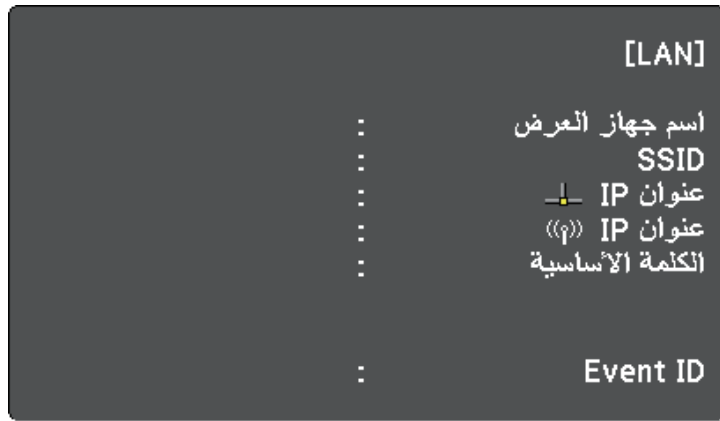 [LAN]
اسم جهاز العرض :
SSID :
عنوان IP :
عنوان IP :
الكلمة الأساسية :
Event ID :